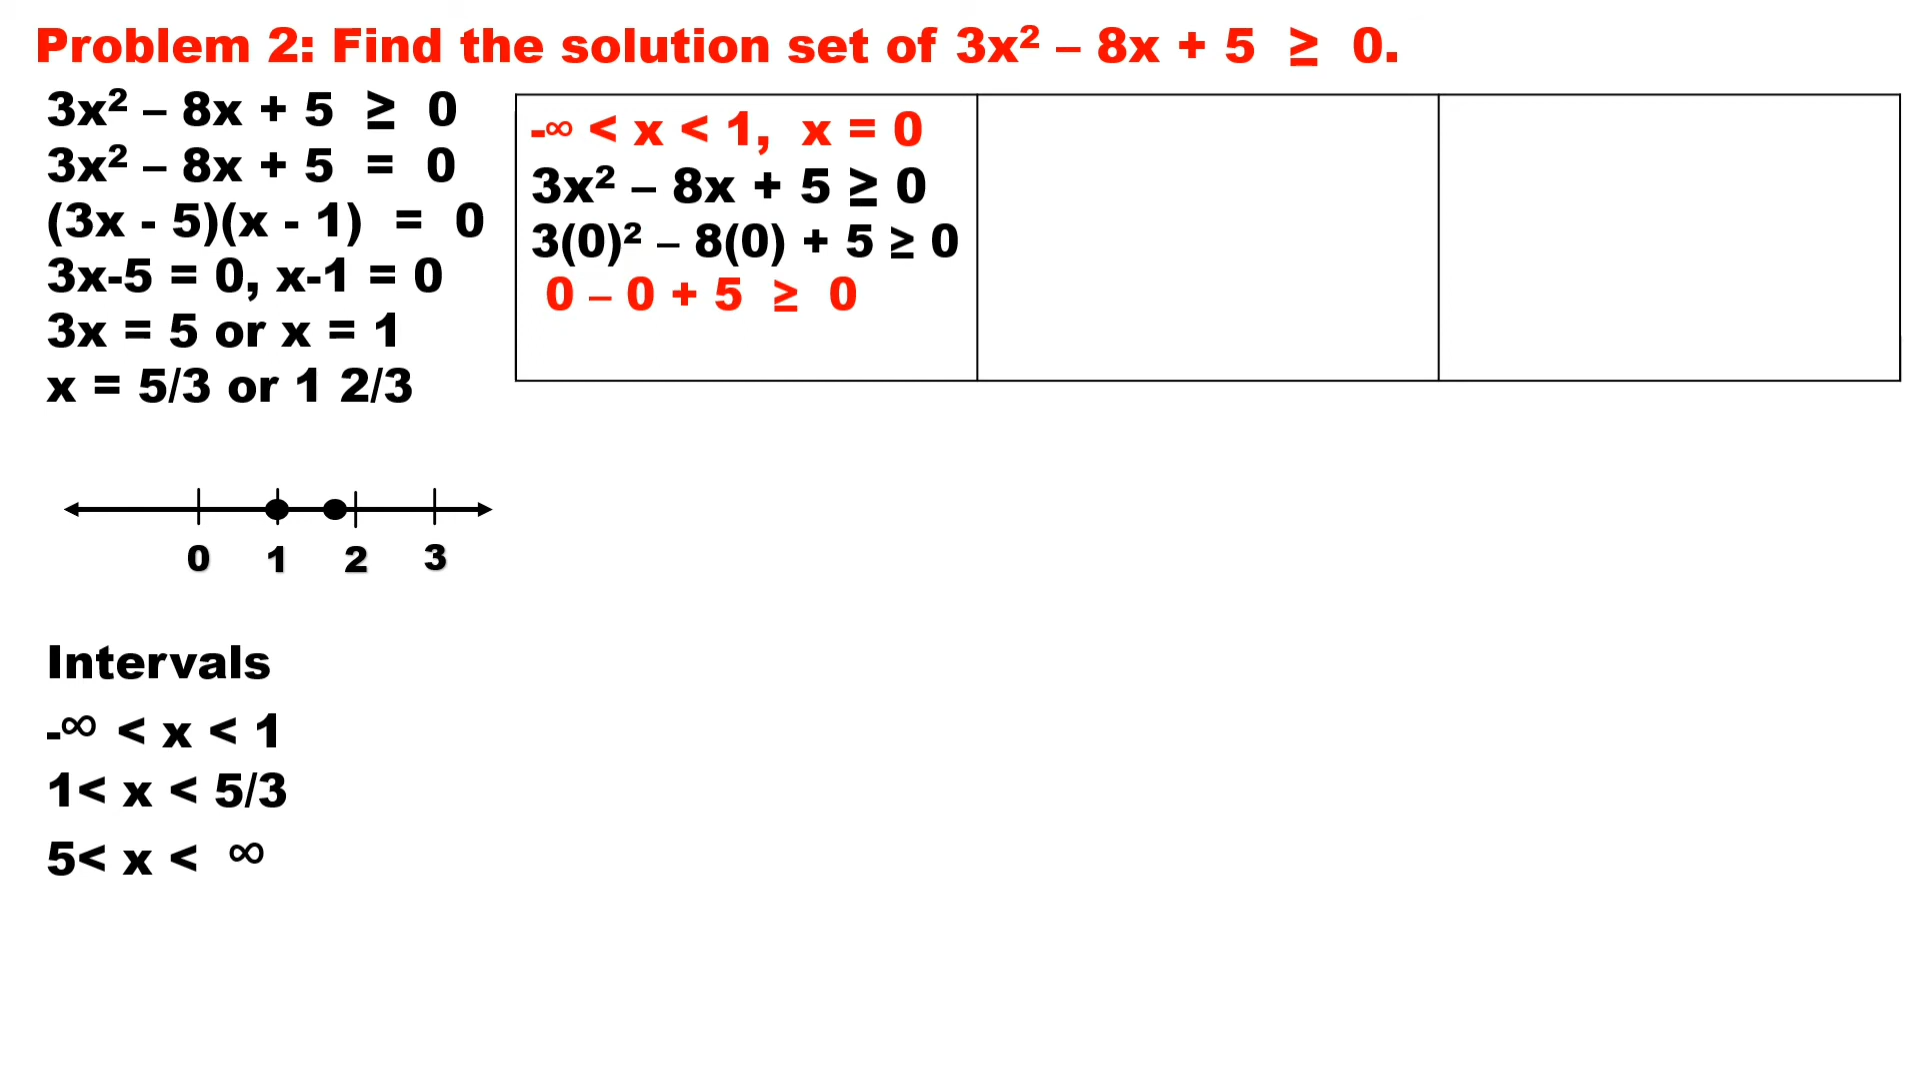 Problem 2: Find the solution set of 3x² – 8x + 5 ≥ 0.
3x² – 8x + 5 ≥ 0
3x² – 8x + 5 = 0
(3x - 5)(x - 1) = 0
3x-5 = 0, x-1 = 0
3x = 5 or x = 1
x = 5/3 or 1 2/3
-∞ < x < 1, x = 0
3x² – 8x + 5 ≥ 0
3(0)² – 8(0) + 5 ≥ 0
0 – 0 + 5 ≥ 0
0 1 2 3
Intervals
-∞ < x < 1
1< x < 5/3
5< x < ∞